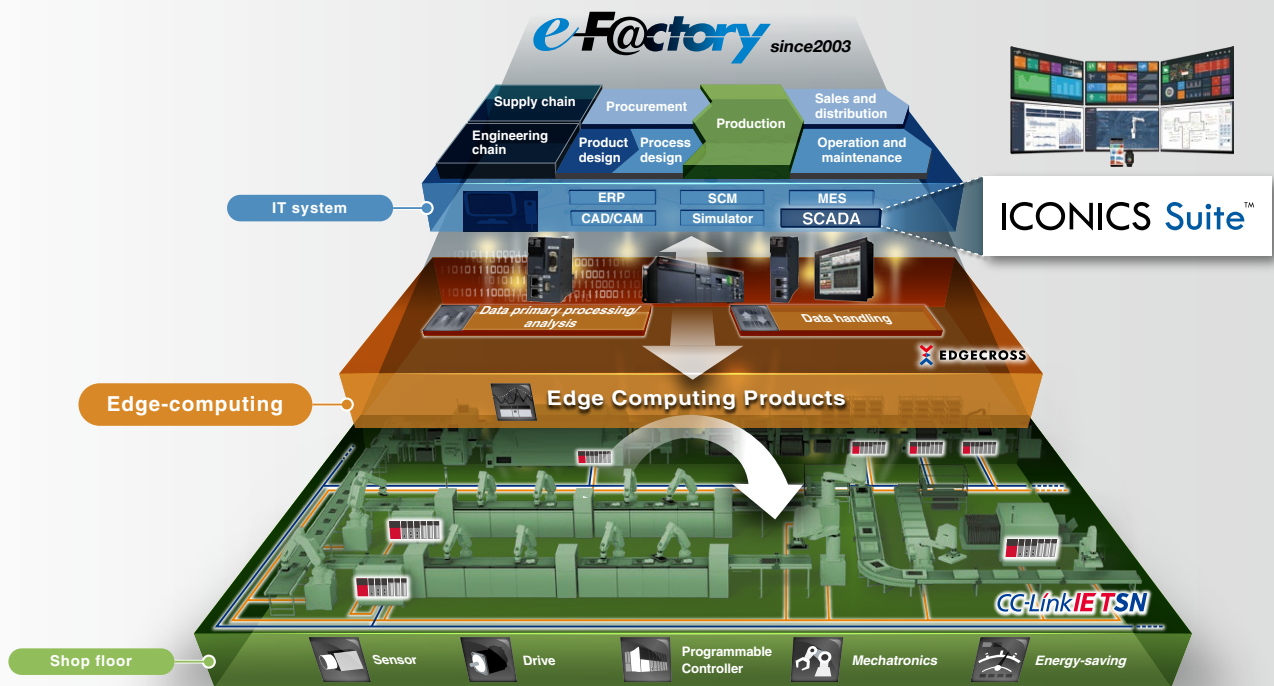 e-F@ctory since2003
Supply chain
Procurement
Production
Sales and
distribution
Engineering
chain
Product
design
Process
design
Operation and
maintenance
IT system
ERP
SCM
MES
CAD/CAM
Simulator
SCADA
ICONICS Suite™
Data primary processing/
analysis
Data handling
EDGECROSS
Edge-computing
Edge Computing Products
CC-Link IE TSN
Shop floor
Sensor
Drive
Programmable
Controller
Mechatronics
Energy-saving